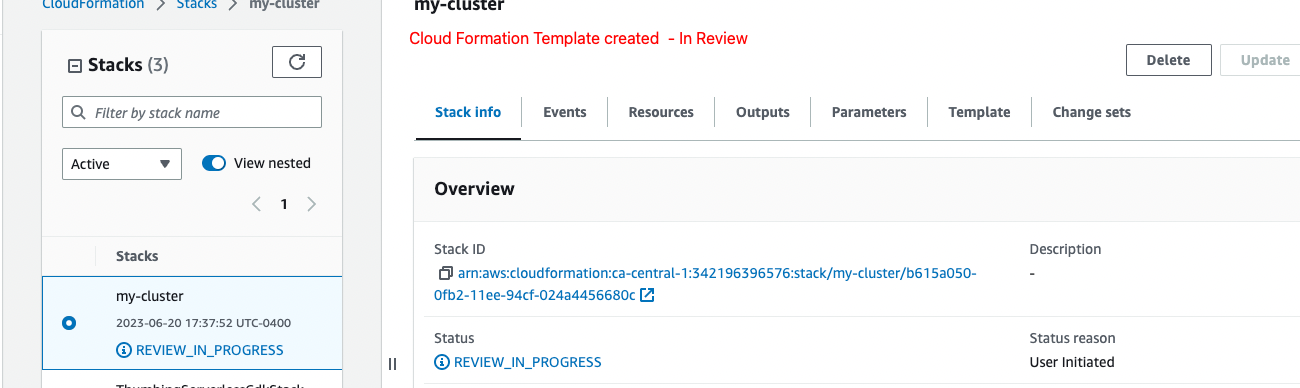 CloudFormation > Stacks > my-cluster
Stacks (3)
Filter by stack name
Active
View nested
1
Stacks
my-cluster
2023-06-20 17:37:52 UTC-0400
REVIEW_IN_PROGRESS
my-cluster
Cloud Formation Template created - In Review
Delete
Update
Stack info
Events
Resources
Outputs
Parameters
Template
Change sets
Overview
Stack ID
arn:aws:cloudformation:ca-central-1:342196396576:stack/my-cluster/b615a050-
0fb2-11ee-94cf-024a4456680c
Description
-
Status
REVIEW_IN_PROGRESS
Status reason
User Initiated